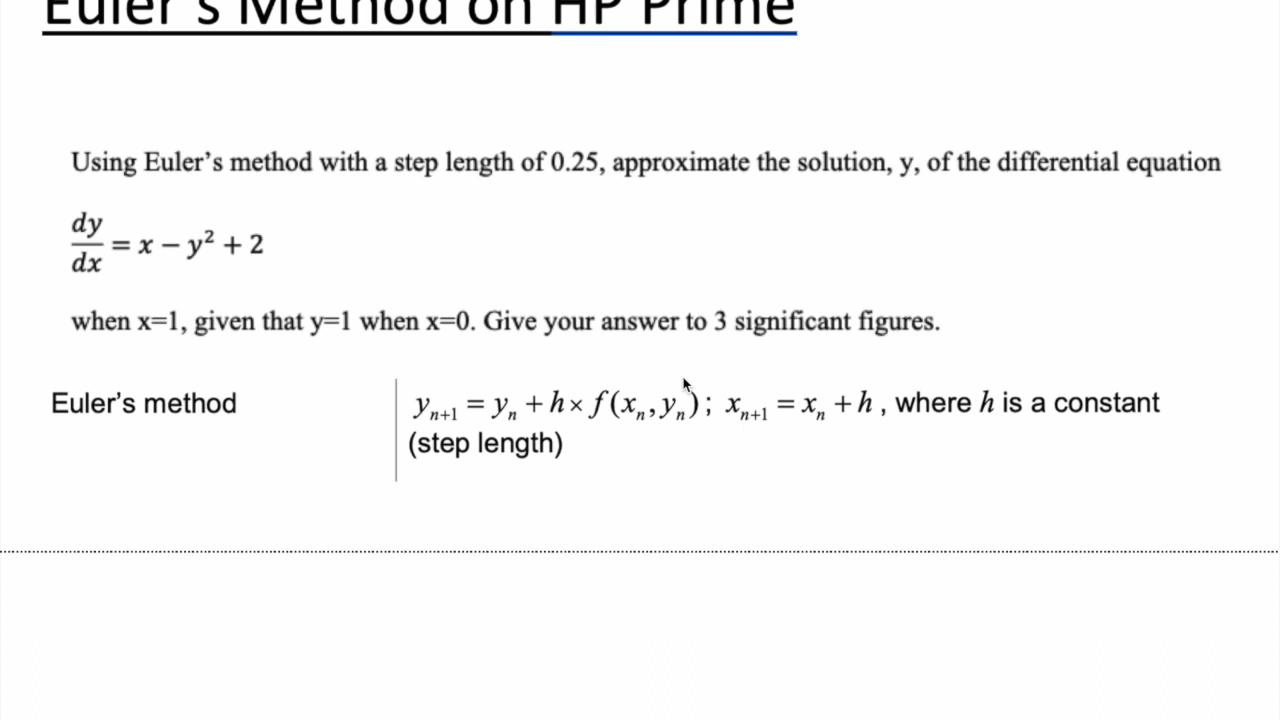 Euler's Method on HP Prime
Using Euler's method with a step length of 0.25, approximate the solution, y, of the differential equation
dy/dx = x − y² + 2
when x=1, given that y=1 when x=0. Give your answer to 3 significant figures.
Euler's method
yₙ₊₁ = yₙ + h × f(xₙ, yₙ); xₙ₊₁ = xₙ + h, where h is a constant
(step length)